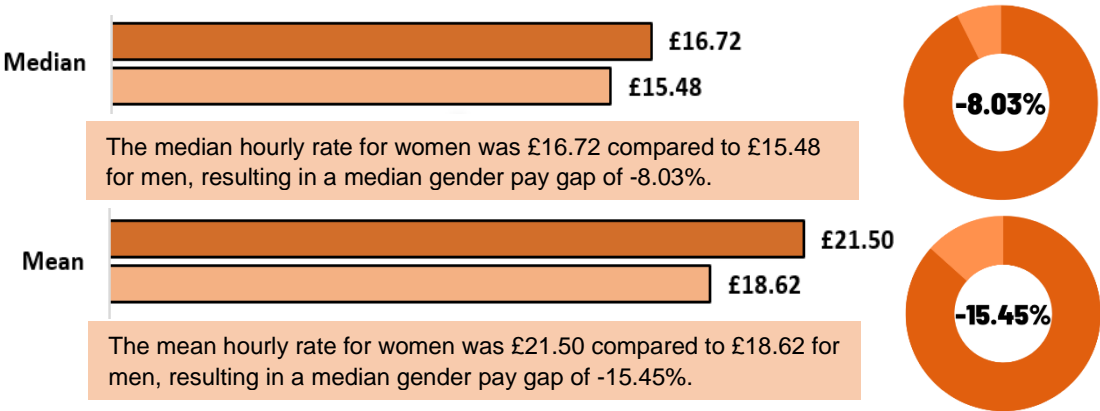 Median
£16.72
£15.48
-8.03%
The median hourly rate for women was £16.72 compared to £15.48
for men, resulting in a median gender pay gap of -8.03%.
Mean
£21.50
£18.62
-15.45%
The mean hourly rate for women was £21.50 compared to £18.62 for
men, resulting in a median gender pay gap of -15.45%.